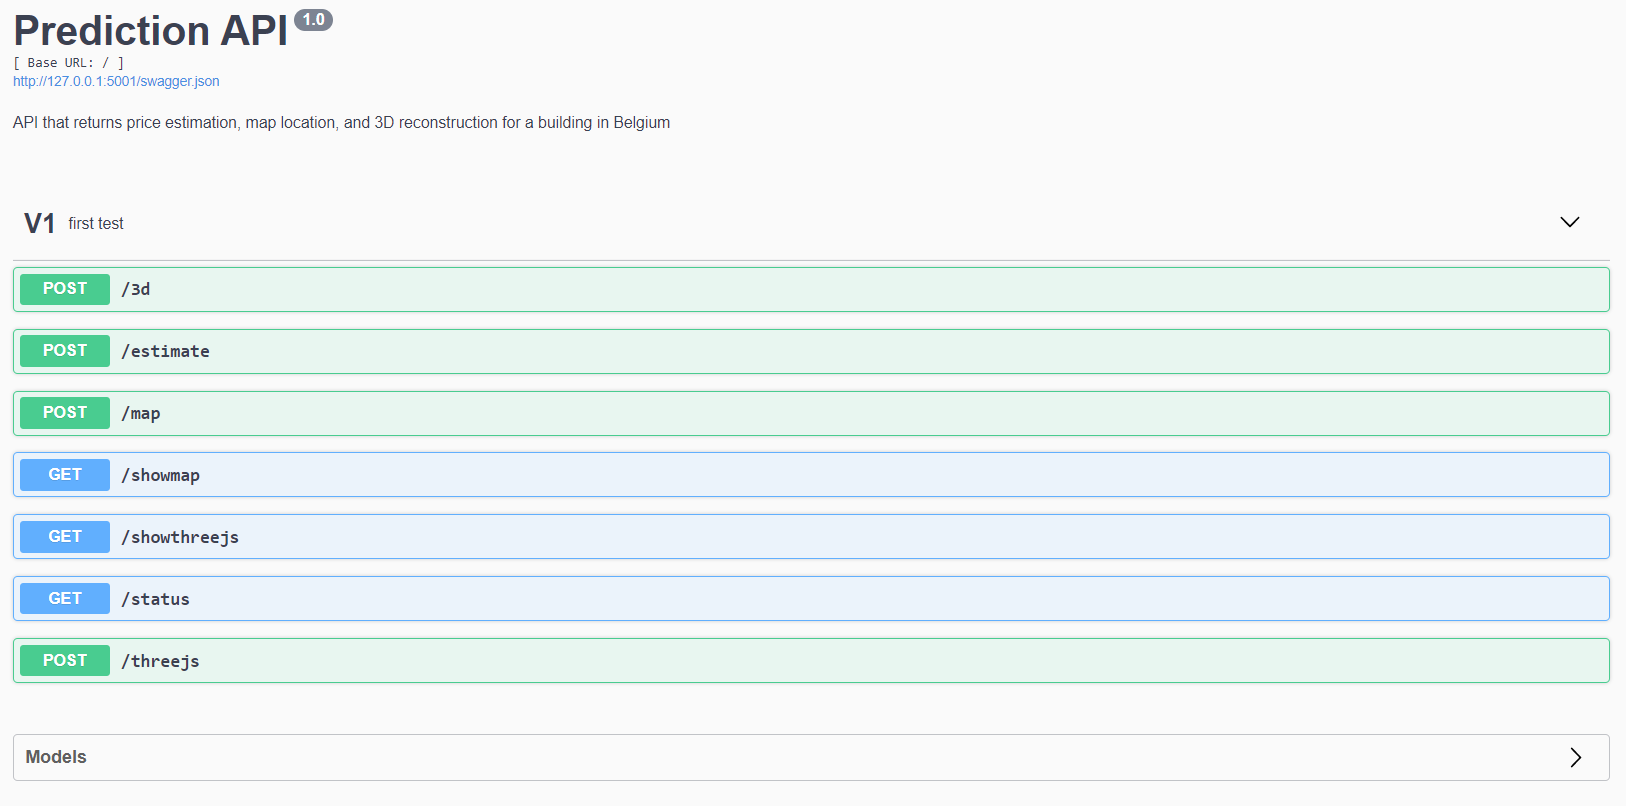 Prediction API 1.0
[ Base URL: / ]
http://127.0.0.1:5001/swagger.json
API that returns price estimation, map location, and 3D reconstruction for a building in Belgium
V1 first test
POST /3d
POST /estimate
POST /map
GET /showmap
GET /showthreejs
GET /status
POST /threejs
Models